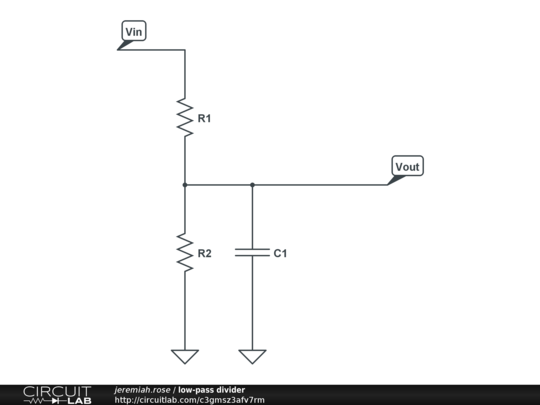 Vin
R1
Vout
R2
C1
CIRCUIT
LAB
jeremiah.rose / low-pass divider
http://circuitlab.com/c3gmsz3afv7rm